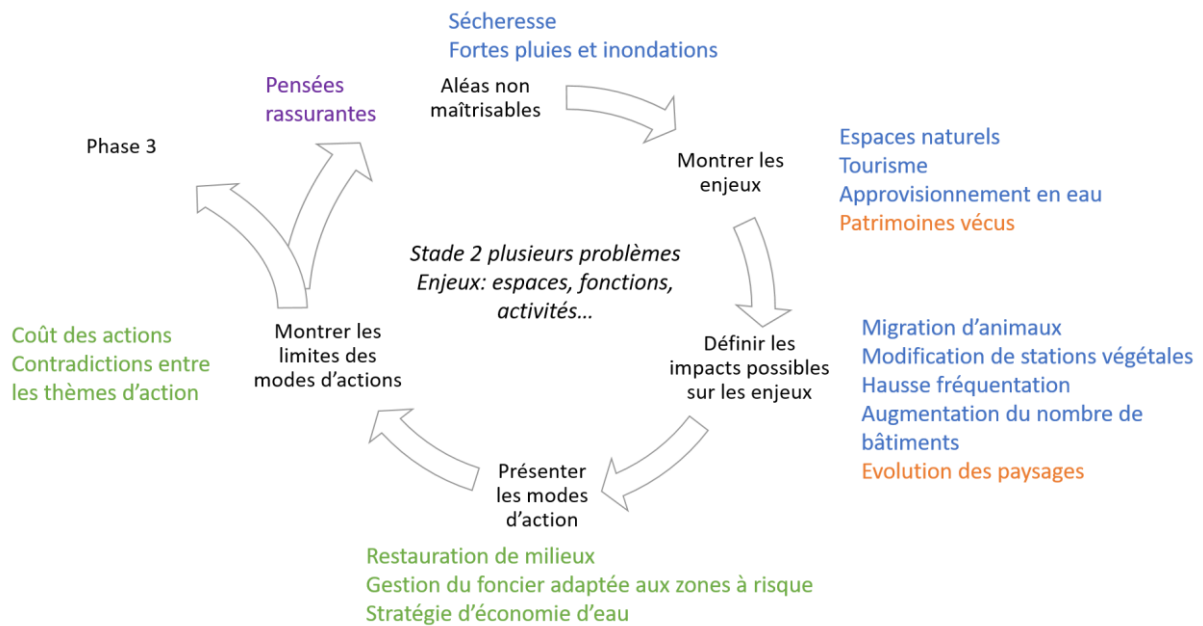 Sécheresse
Fortes pluies et inondations
Pensées
rassurantes
Aléas non
maîtrisables
Phase 3
Montrer les
enjeux
Espaces naturels
Tourisme
Approvisionnement en eau
Patrimoines vécus
Stade 2 plusieurs problèmes
Enjeux: espaces, fonctions,
activités…
Coût des actions
Contradictions entre
les thèmes d’action
Montrer les
limites des
modes d’actions
Définir les
impacts possibles
sur les enjeux
Migration d’animaux
Modification de stations végétales
Hausse fréquentation
Augmentation du nombre de
bâtiments
Evolution des paysages
Présenter
les modes
d’action
Restauration de milieux
Gestion du foncier adaptée aux zones à risque
Stratégie d’économie d’eau